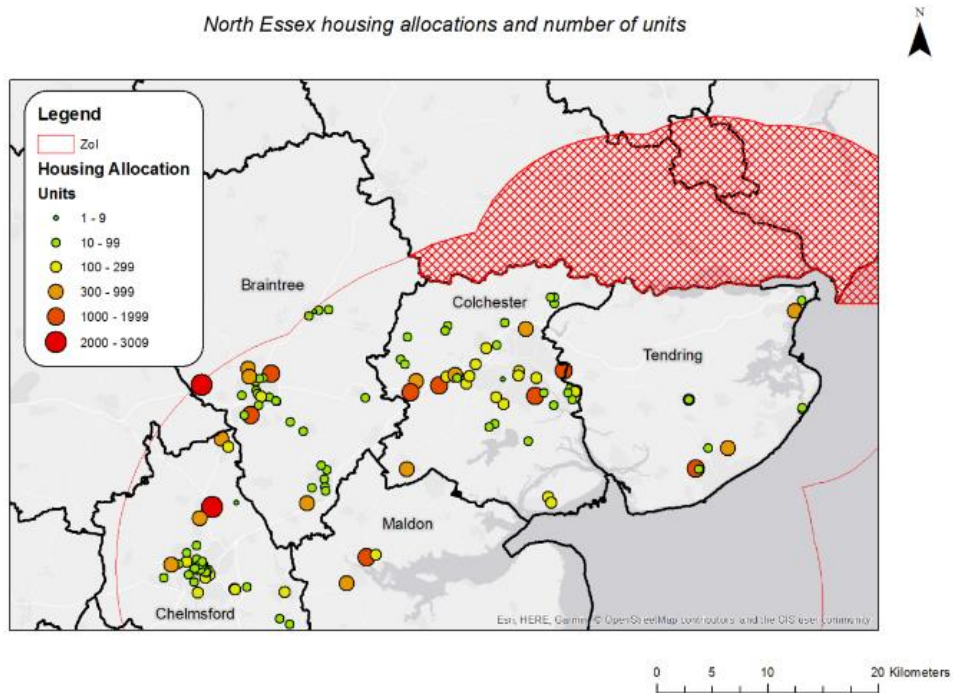 North Essex housing allocations and number of units
N
Legend
ZoI
Housing Allocation
Units
1 - 9
10 - 99
100 - 299
300 - 999
1000 - 1999
2000 - 3009
Braintree
Colchester
Tendring
Maldon
Chelmsford
Esri, HERE, Garmin, © OpenStreetMap contributors, and the GIS user community
0 5 10 20 Kilometers